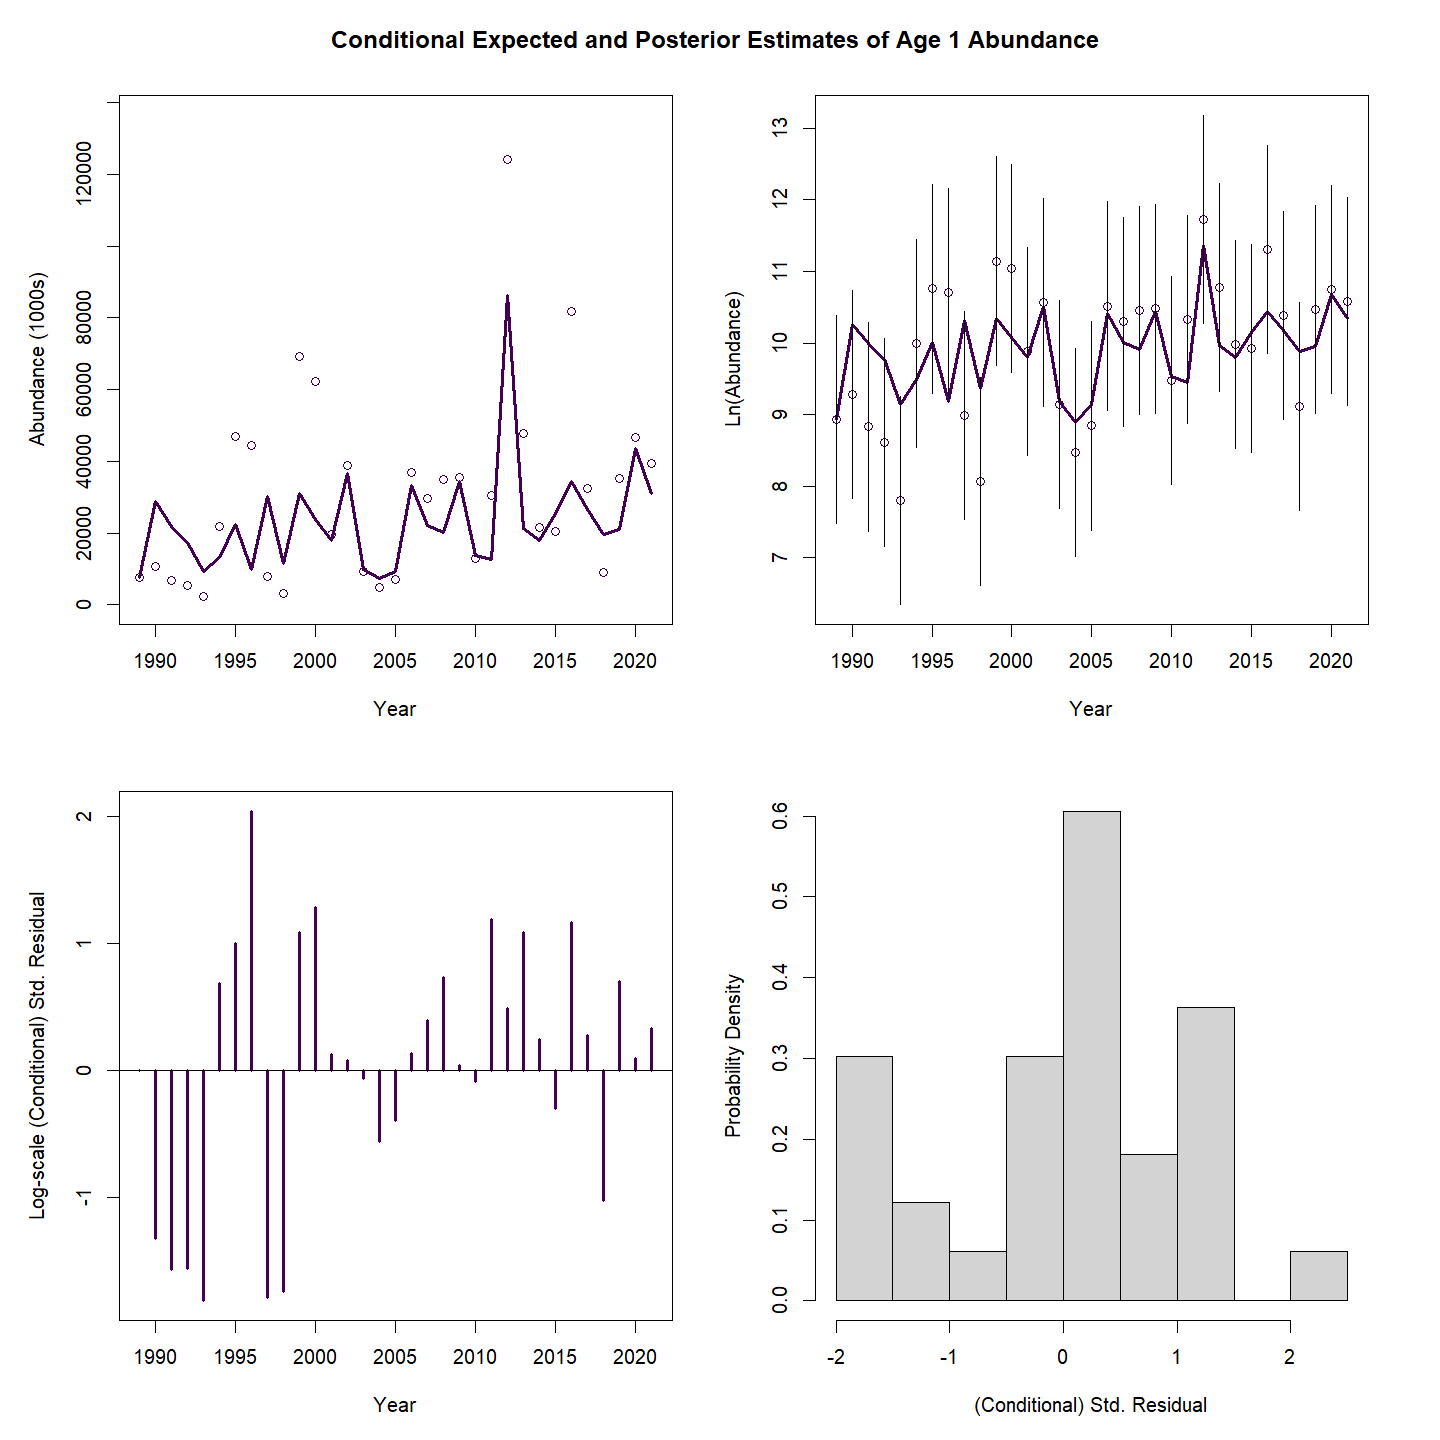 Conditional Expected and Posterior Estimates of Age 1 Abundance
Abundance (1000s)
0 20000 40000 60000 80000 120000
1990 1995 2000 2005 2010 2015 2020
Year
Ln(Abundance)
7 8 9 10 11 12 13
1990 1995 2000 2005 2010 2015 2020
Year
Log-scale (Conditional) Std. Residual
-1 0 1 2
1990 1995 2000 2005 2010 2015 2020
Year
Probability Density
0.0 0.1 0.2 0.3 0.4 0.5 0.6
-2 -1 0 1 2
(Conditional) Std. Residual